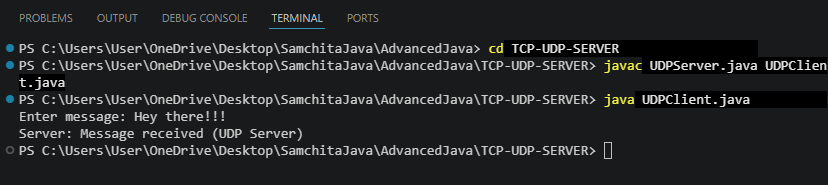 PROBLEMS OUTPUT DEBUG CONSOLE TERMINAL PORTS
PS C:\Users\User\OneDrive\Desktop\SamchitaJava\AdvancedJava> cd TCP-UDP-SERVER
PS C:\Users\User\OneDrive\Desktop\SamchitaJava\AdvancedJava\TCP-UDP-SERVER> javac UDPServer.java UDPClien
t.java
PS C:\Users\User\OneDrive\Desktop\SamchitaJava\AdvancedJava\TCP-UDP-SERVER> java UDPClient.java
Enter message: Hey there!!!
Server: Message received (UDP Server)
PS C:\Users\User\OneDrive\Desktop\SamchitaJava\AdvancedJava\TCP-UDP-SERVER>